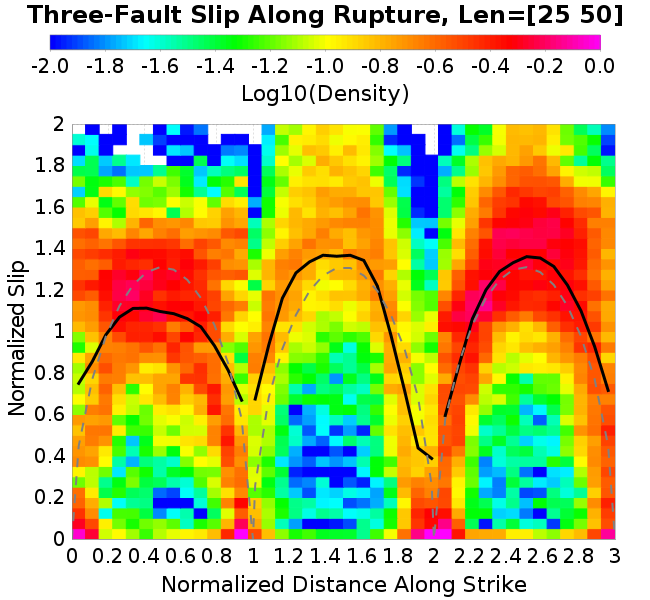 Three-Fault Slip Along Rupture, Len=[25 50]
-2.0 -1.8 -1.6 -1.4 -1.2 -1.0 -0.8 -0.6 -0.4 -0.2 0.0
Log10(Density)
2
1.8
1.6
1.4
1.2
1
0.8
0.6
0.4
0.2
0
Normalized Slip
0 0.2 0.4 0.6 0.8 1 1.2 1.4 1.6 1.8 2 2.2 2.4 2.6 2.8 3
Normalized Distance Along Strike